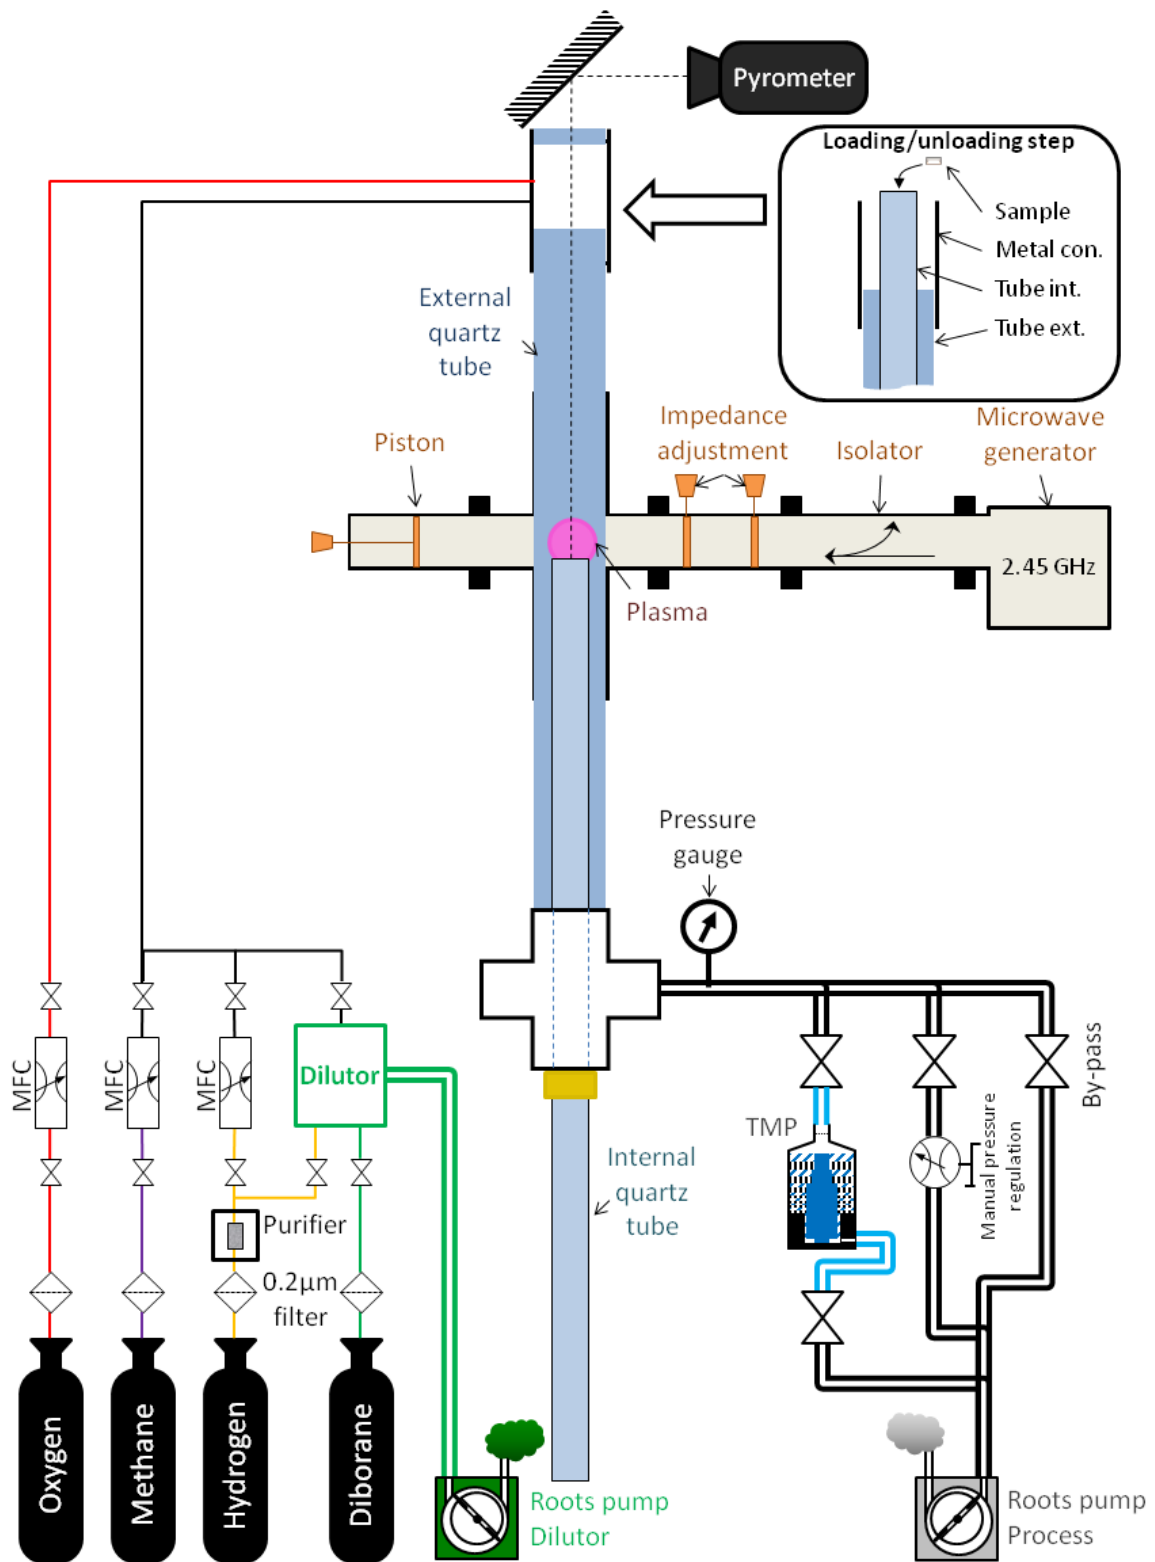 Pyrometer
Loading/unloading step
Sample
Metal con.
Tube int.
Tube ext.
External
quartz
tube
Piston
Impedance
adjustment
Isolator
Microwave
generator
2.45 GHz
Plasma
Pressure
gauge
MFC
MFC
MFC
Dilutor
By-pass
TMP
Manual pressure
regulation
Internal
quartz
tube
Purifier
0.2µm
filter
Oxygen
Methane
Hydrogen
Diborane
Roots pump
Dilutor
Roots pump
Process